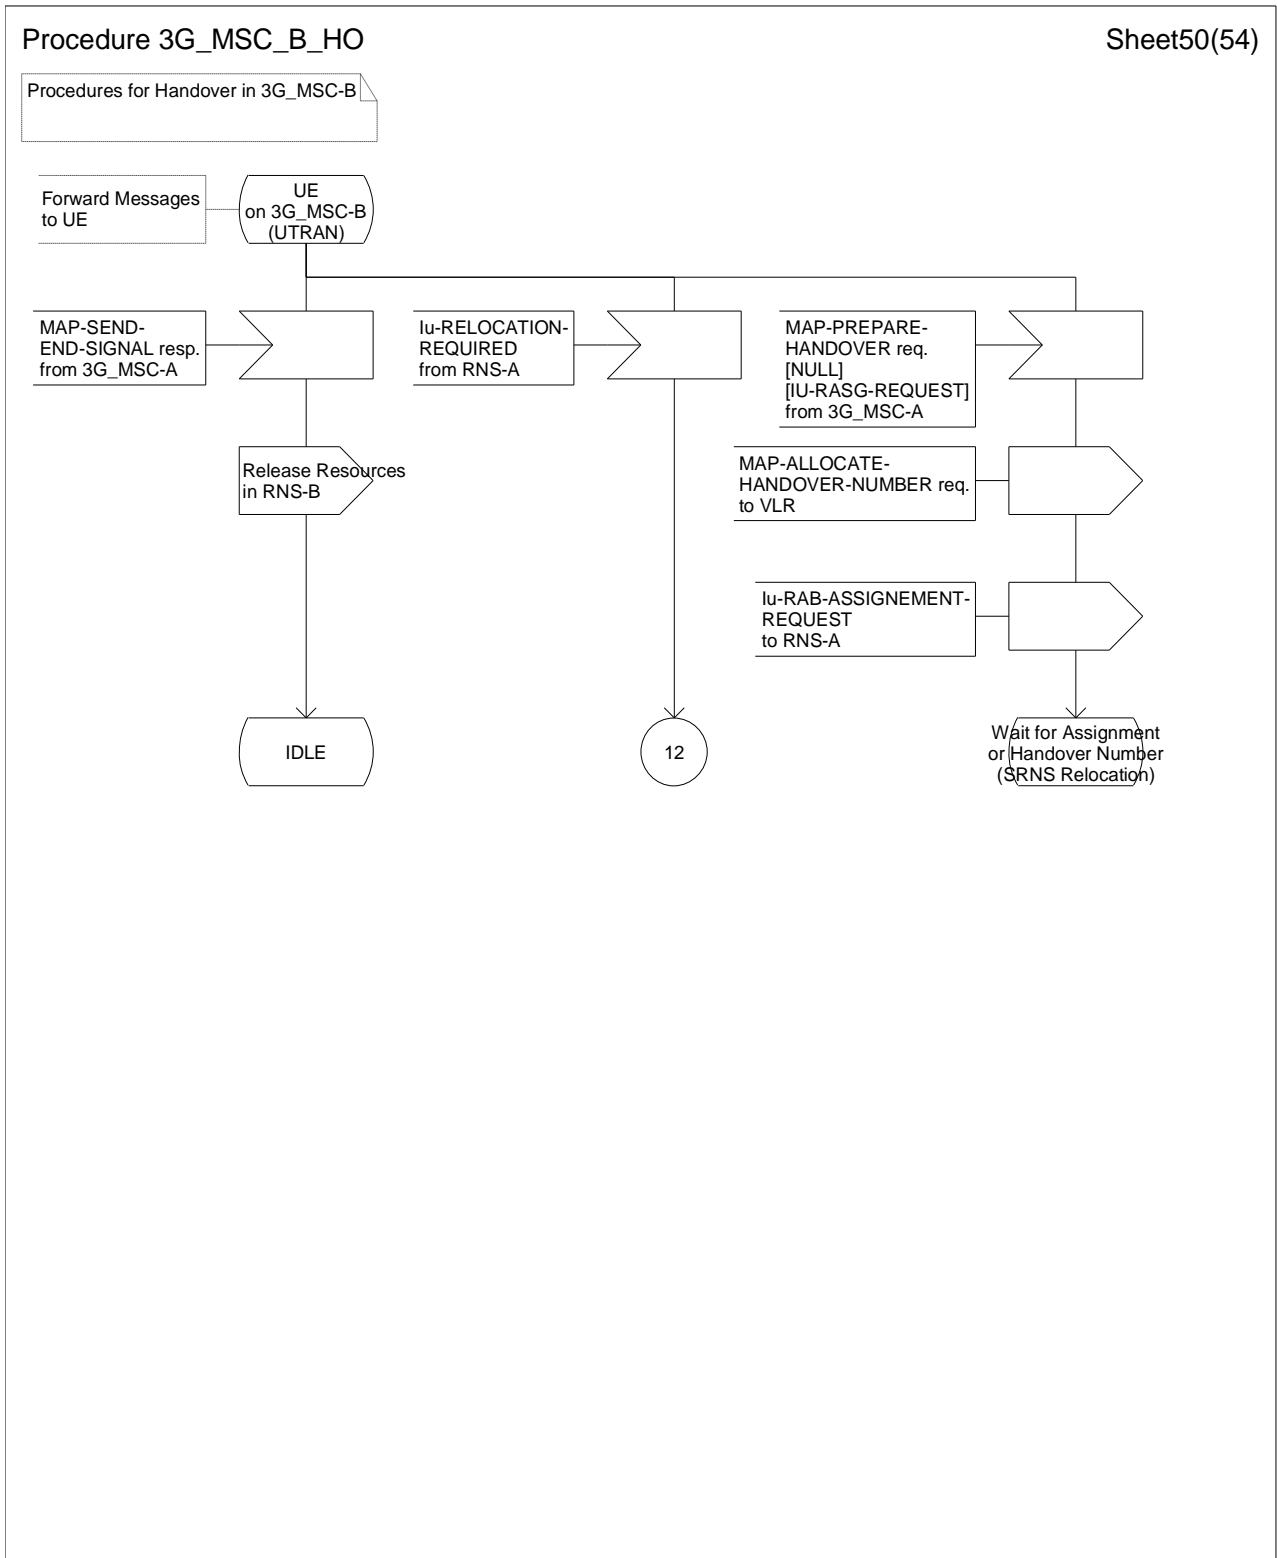 Procedure 3G_MSC_B_HO
Sheet50(54)
Procedures for Handover in 3G_MSC-B
Forward Messages
to UE
UE
on 3G_MSC-B
(UTRAN)
MAP-SEND-
END-SIGNAL resp.
from 3G_MSC-A
Iu-RELOCATION-
REQUIRED
from RNS-A
MAP-PREPARE-
HANDOVER req.
[NULL]
[IU-RASG-REQUEST]
from 3G_MSC-A
Release Resources
in RNS-B
MAP-ALLOCATE-
HANDOVER-NUMBER req.
to VLR
Iu-RAB-ASSIGNEMENT-
REQUEST
to RNS-A
IDLE
12
Wait for Assignment
or Handover Number
(SRNS Relocation)